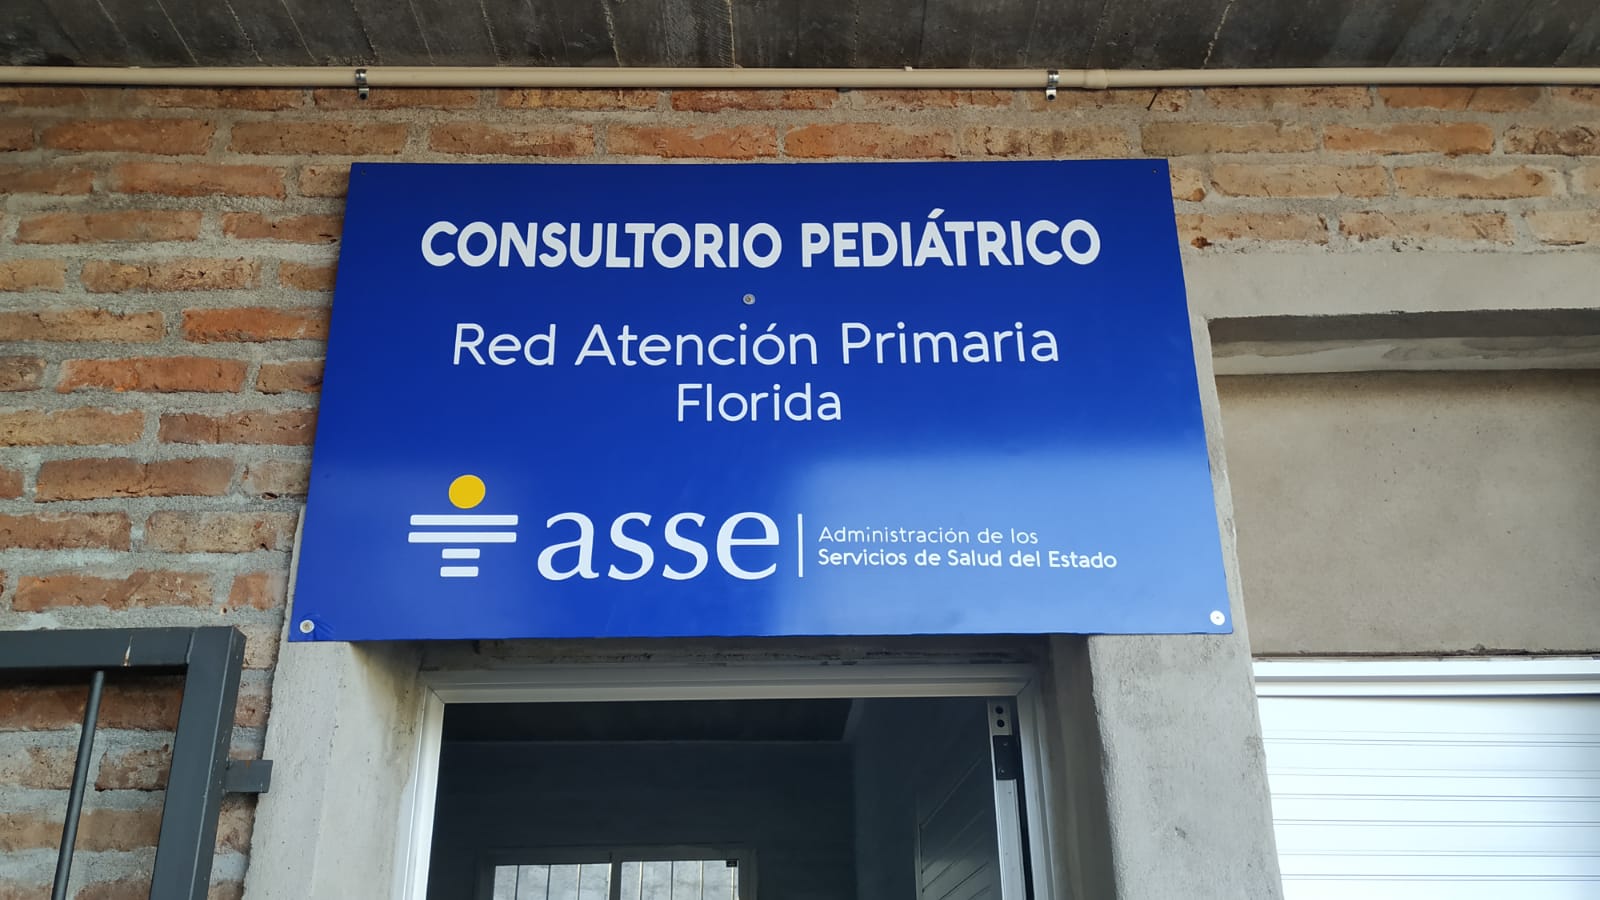 CONSULTORIO PEDIÁTRICO
Red Atención Primaria
Florida
asse
Administración de los
Servicios de Salud del Estado